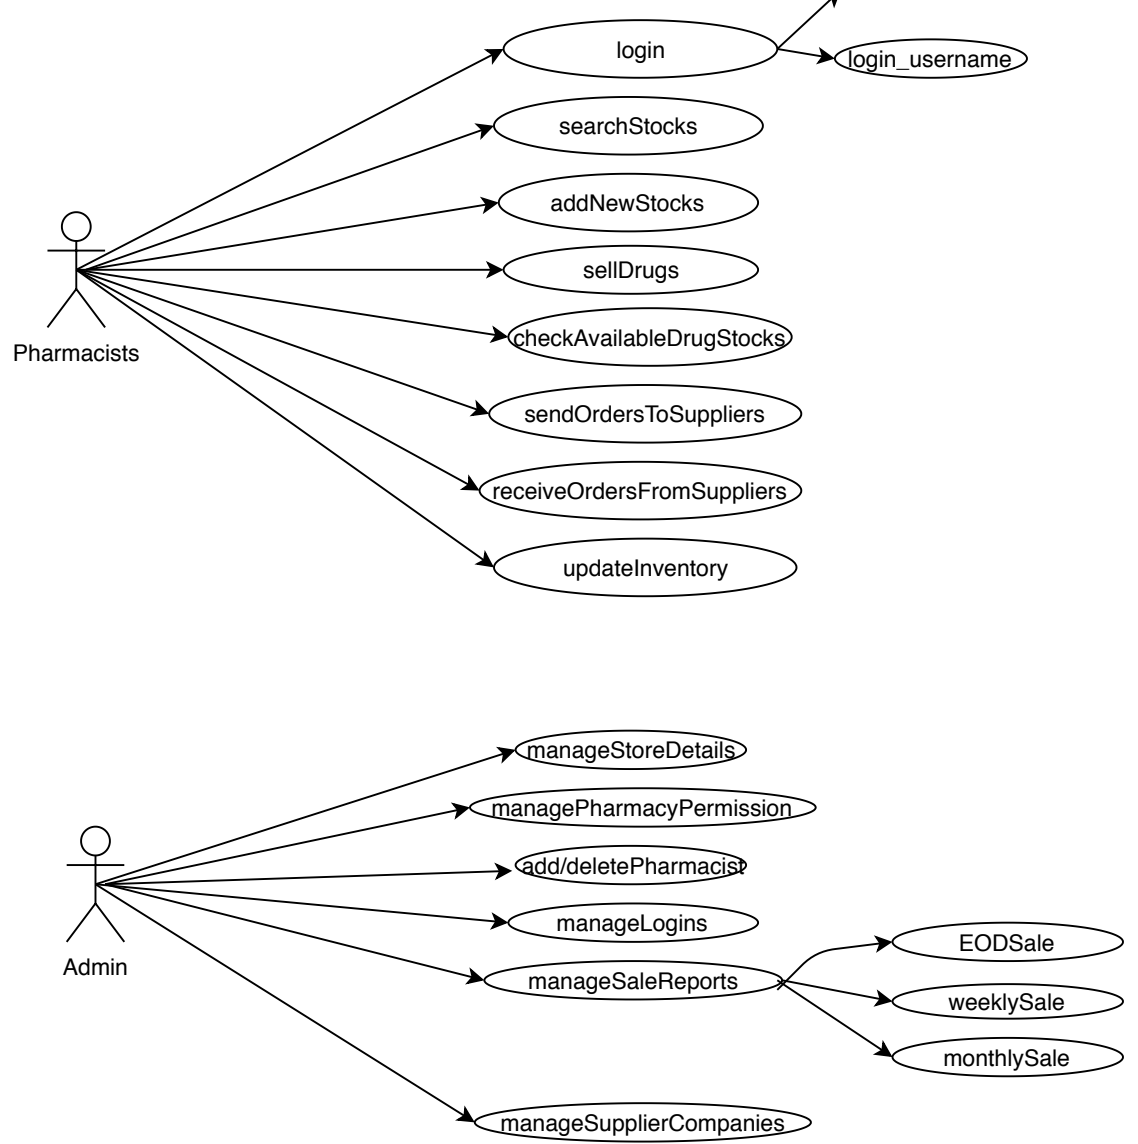 login
login_username
searchStocks
addNewStocks
sellDrugs
checkAvailableDrugStocks
Pharmacists
sendOrdersToSuppliers
receiveOrdersFromSuppliers
updateInventory
manageStoreDetails
managePharmacyPermission
add/deletePharmacist
manageLogins
Admin
manageSaleReports
EODSale
weeklySale
monthlySale
manageSupplierCompanies